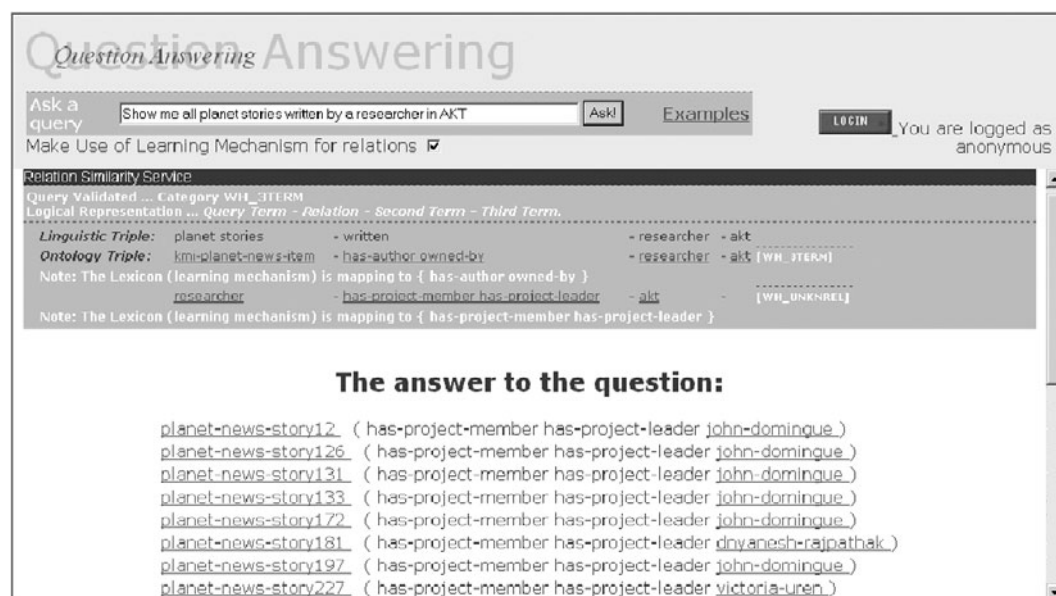 Question Answering
Question Answering
Ask a query
Show me all planet stories written by a researcher in AKT
Ask!
Examples
LOGIN
You are logged as anonymous
Make Use of Learning Mechanism for relations
Relation Similarity Service
Query Validated ... Category WH_3TERM
Logical Representation ... Query Term - Relation - Second Term - Third Term.
Linguistic Triple: planet stories - written - researcher - akt
Ontology Triple: kmi-planet-news-item - has-author owned-by - researcher - akt [WH_3TERM]
Note: The Lexicon (learning mechanism) is mapping to { has-author owned-by }
researcher - has-project-member has-project-leader - akt - [WH_UNKNREL]
Note: The Lexicon (learning mechanism) is mapping to { has-project-member has-project-leader }
The answer to the question:
planet-news-story12 ( has-project-member has-project-leader john-domingue )
planet-news-story126 ( has-project-member has-project-leader john-domingue )
planet-news-story131 ( has-project-member has-project-leader john-domingue )
planet-news-story133 ( has-project-member has-project-leader john-domingue )
planet-news-story172 ( has-project-member has-project-leader john-domingue )
planet-news-story181 ( has-project-member has-project-leader dnyanesh-rajpathak )
planet-news-story197 ( has-project-member has-project-leader john-domingue )
planet-news-story227 ( has-project-member has-project-leader victoria-uren )